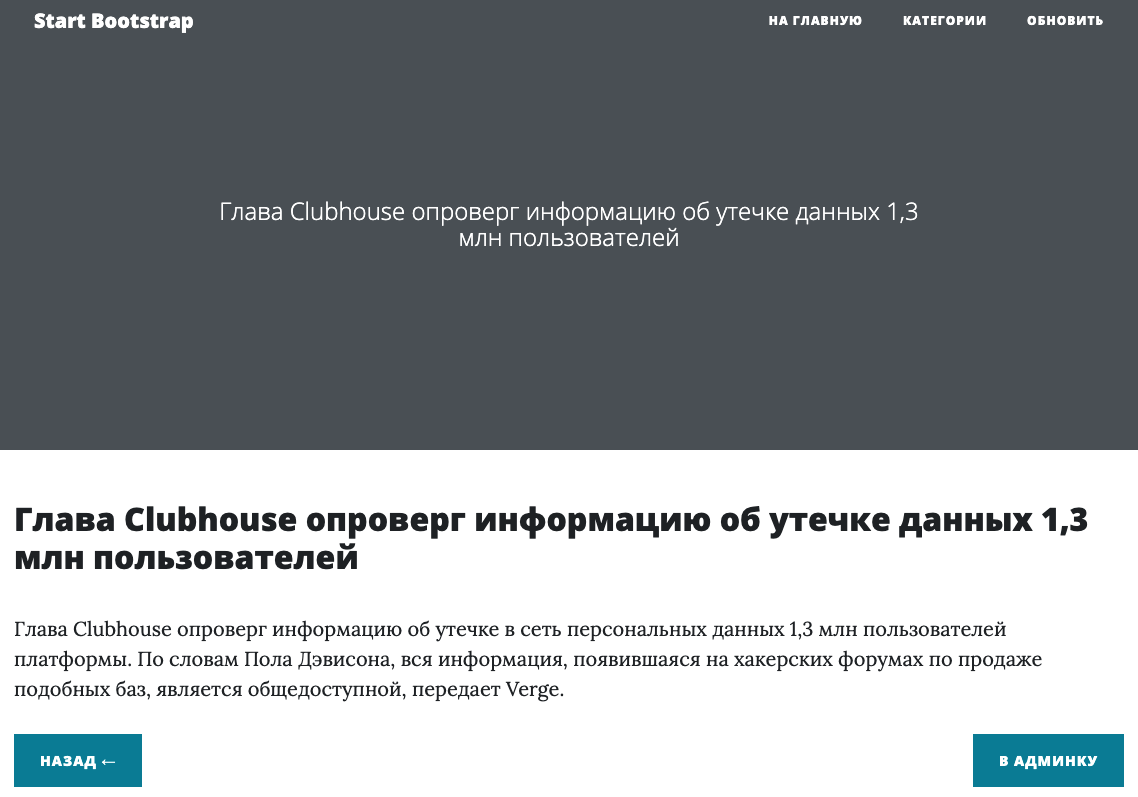 Start Bootstrap
НА ГЛАВНУЮ КАТЕГОРИИ ОБНОВИТЬ
Глава Clubhouse опроверг информацию об утечке данных 1,3
млн пользователей
Глава Clubhouse опроверг информацию об утечке данных 1,3
млн пользователей
Глава Clubhouse опроверг информацию об утечке в сеть персональных данных 1,3 млн пользователей
платформы. По словам Пола Дэвисона, вся информация, появившаяся на хакерских форумах по продаже
подобных баз, является общедоступной, передает Verge.
НАЗАД ← В АДМИНКУ